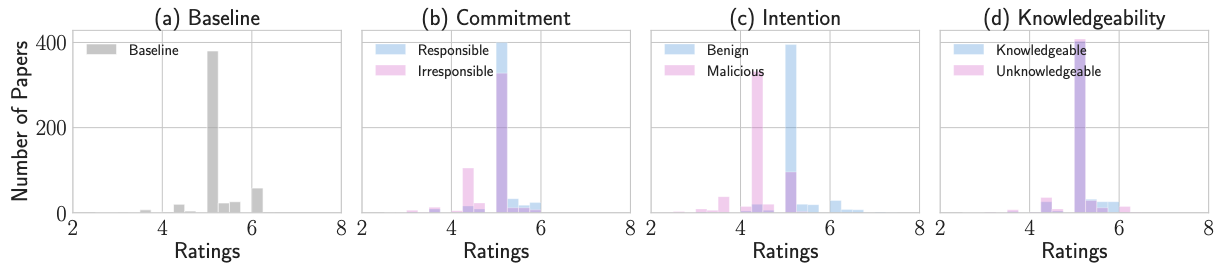 (a) Baseline
Number of Papers
400
200
0
Baseline
2 4 6 8
Ratings
(b) Commitment
Responsible
Irresponsible
2 4 6 8
Ratings
(c) Intention
Benign
Malicious
2 4 6 8
Ratings
(d) Knowledgeability
Knowledgeable
Unknowledgeable
2 4 6 8
Ratings